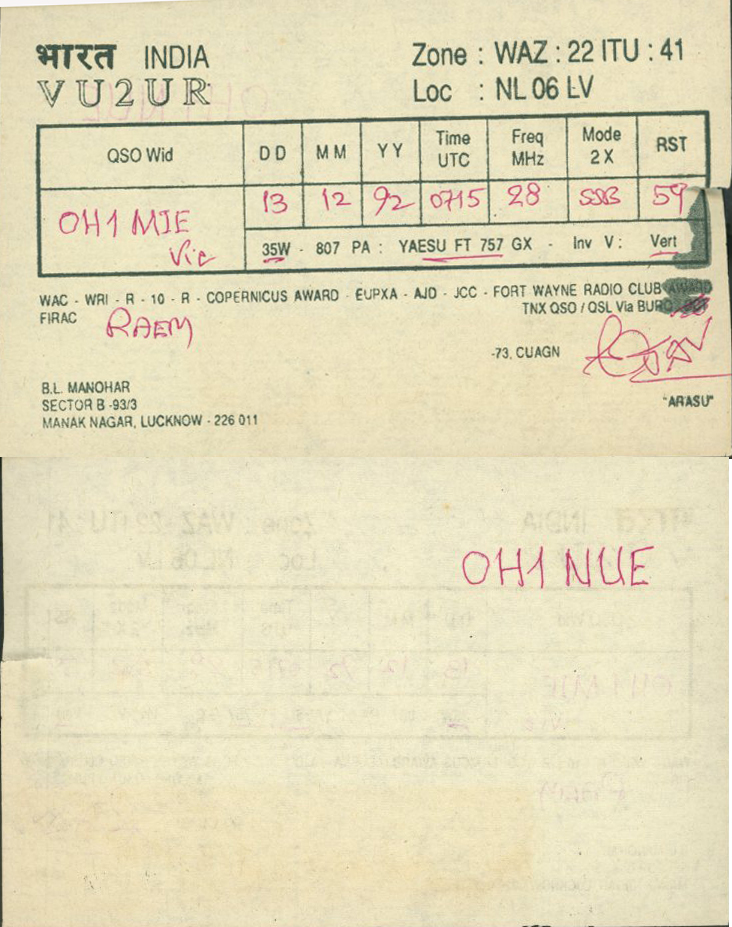 भारत INDIA
VU2UR
Zone : WAZ : 22 ITU : 41
Loc : NL 06 LV
QSO Wid DD MM YY Time UTC Freq MHz Mode 2 X RST
OH1 MIE 13 12 92 0715 28 SSB 59
Vic
35W - 807 PA : YAESU FT 757 GX - Inv V : Vert
WAC - WRI - R - 10 - R - COPERNICUS AWARD - EUPXA - AJD - JCC - FORT WAYNE RADIO CLUB AWARD
FIRAC
RAEM
TNX QSO / QSL Via BURO
-73, CUAGN
"ARASU"
B.L. MANOHAR
SECTOR B -93/3
MANAK NAGAR, LUCKNOW - 226 011
OH1 NUE